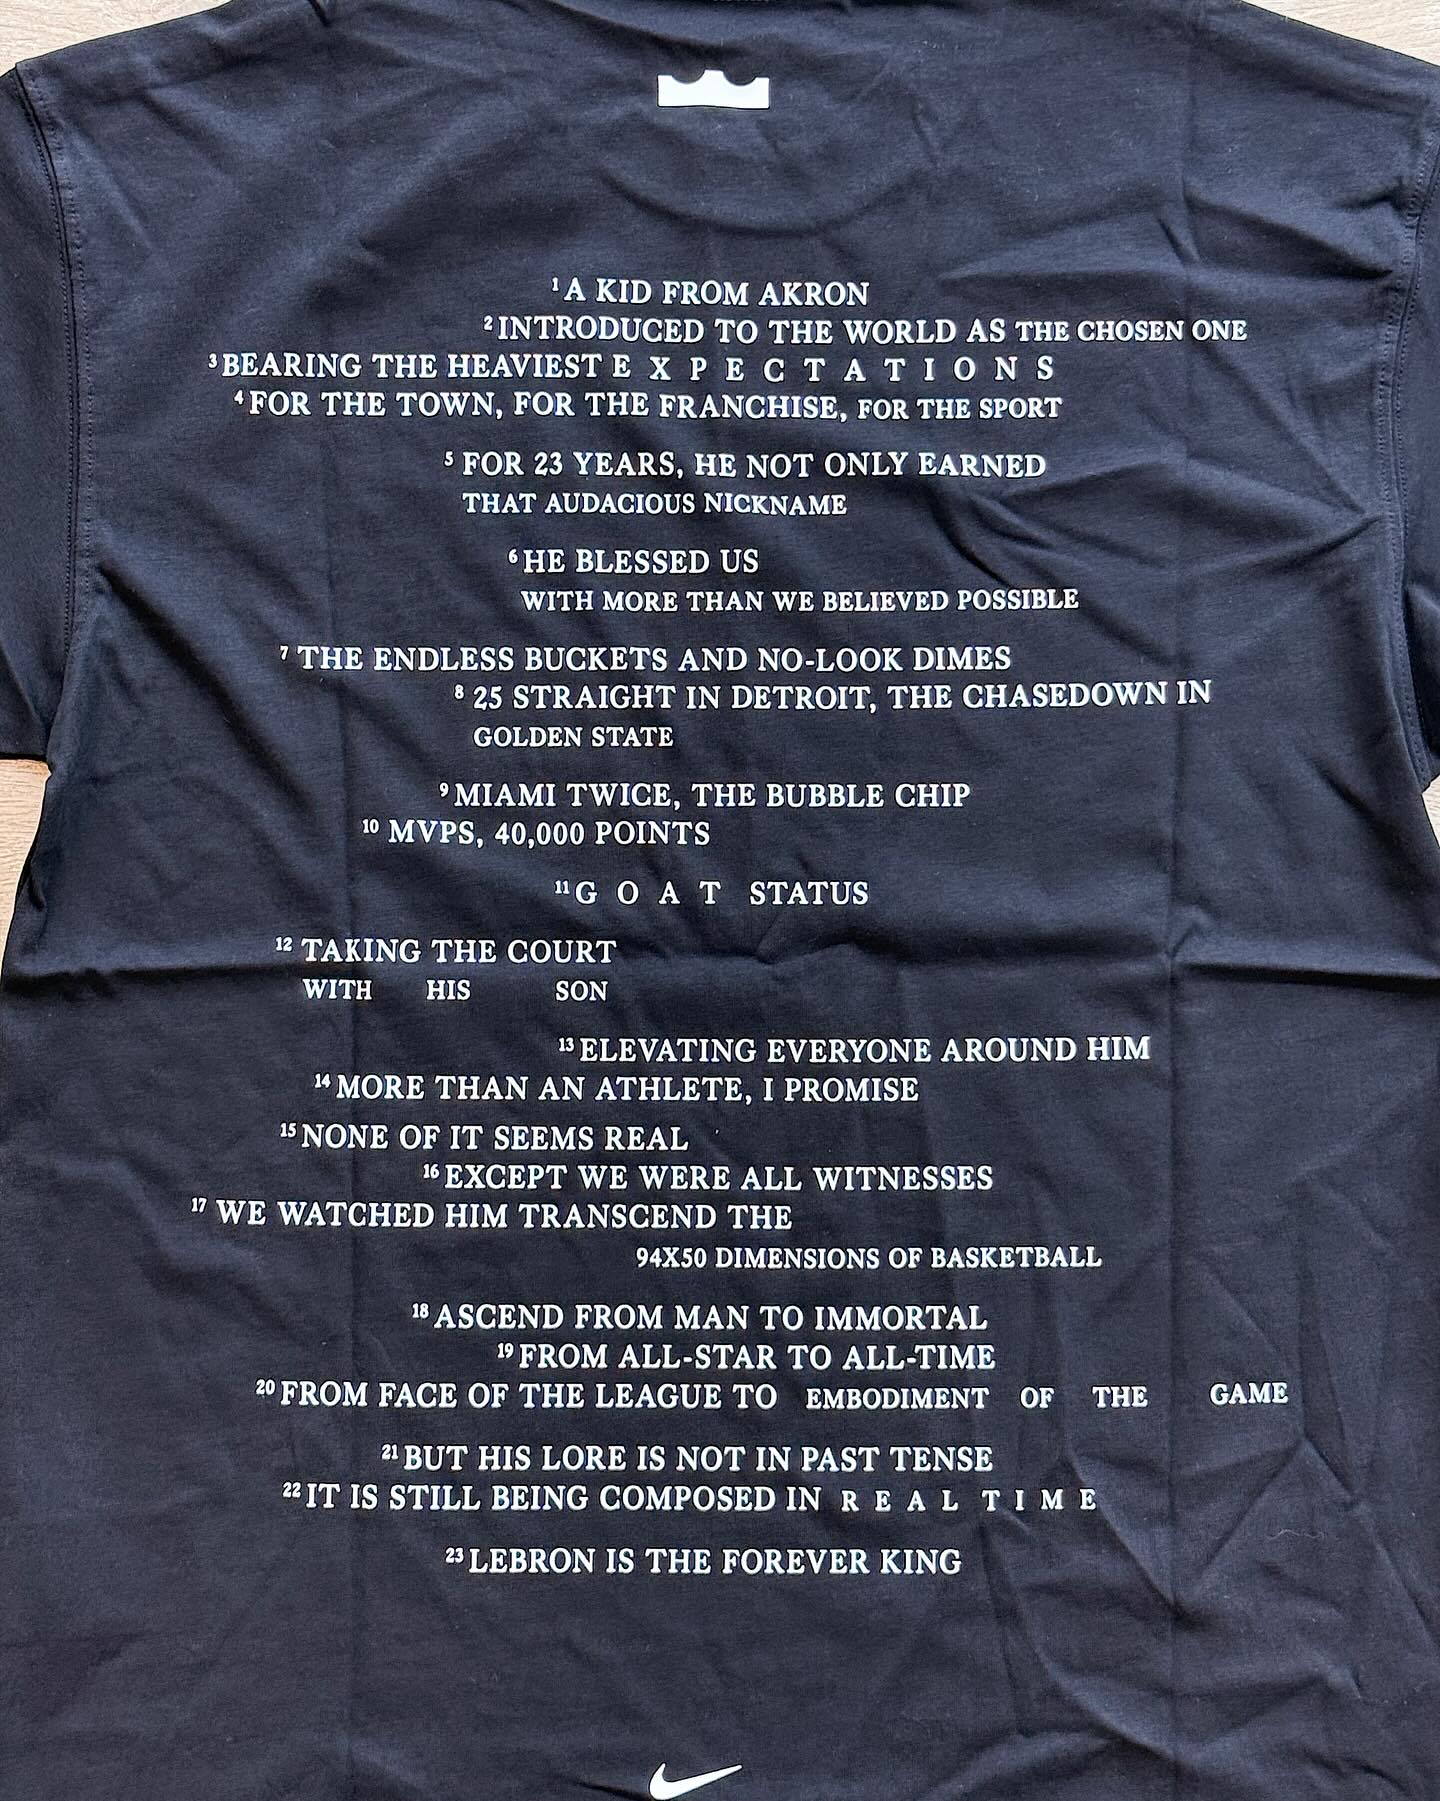 1 A KID FROM AKRON
2 INTRODUCED TO THE WORLD AS THE CHOSEN ONE
3 BEARING THE HEAVIEST E X P E C T A T I O N S
4 FOR THE TOWN, FOR THE FRANCHISE, FOR THE SPORT
5 FOR 23 YEARS, HE NOT ONLY EARNED
THAT AUDACIOUS NICKNAME
6 HE BLESSED US
WITH MORE THAN WE BELIEVED POSSIBLE
7 THE ENDLESS BUCKETS AND NO-LOOK DIMES
8 25 STRAIGHT IN DETROIT, THE CHASEDOWN IN
GOLDEN STATE
9 MIAMI TWICE, THE BUBBLE CHIP
10 MVPS, 40,000 POINTS
11 G O A T STATUS
12 TAKING THE COURT
WITH HIS SON
13 ELEVATING EVERYONE AROUND HIM
14 MORE THAN AN ATHLETE, I PROMISE
15 NONE OF IT SEEMS REAL
16 EXCEPT WE WERE ALL WITNESSES
17 WE WATCHED HIM TRANSCEND THE
94X50 DIMENSIONS OF BASKETBALL
18 ASCEND FROM MAN TO IMMORTAL
19 FROM ALL-STAR TO ALL-TIME
20 FROM FACE OF THE LEAGUE TO EMBODIMENT OF THE GAME
21 BUT HIS LORE IS NOT IN PAST TENSE
22 IT IS STILL BEING COMPOSED IN R E A L T I M E
23 LEBRON IS THE FOREVER KING